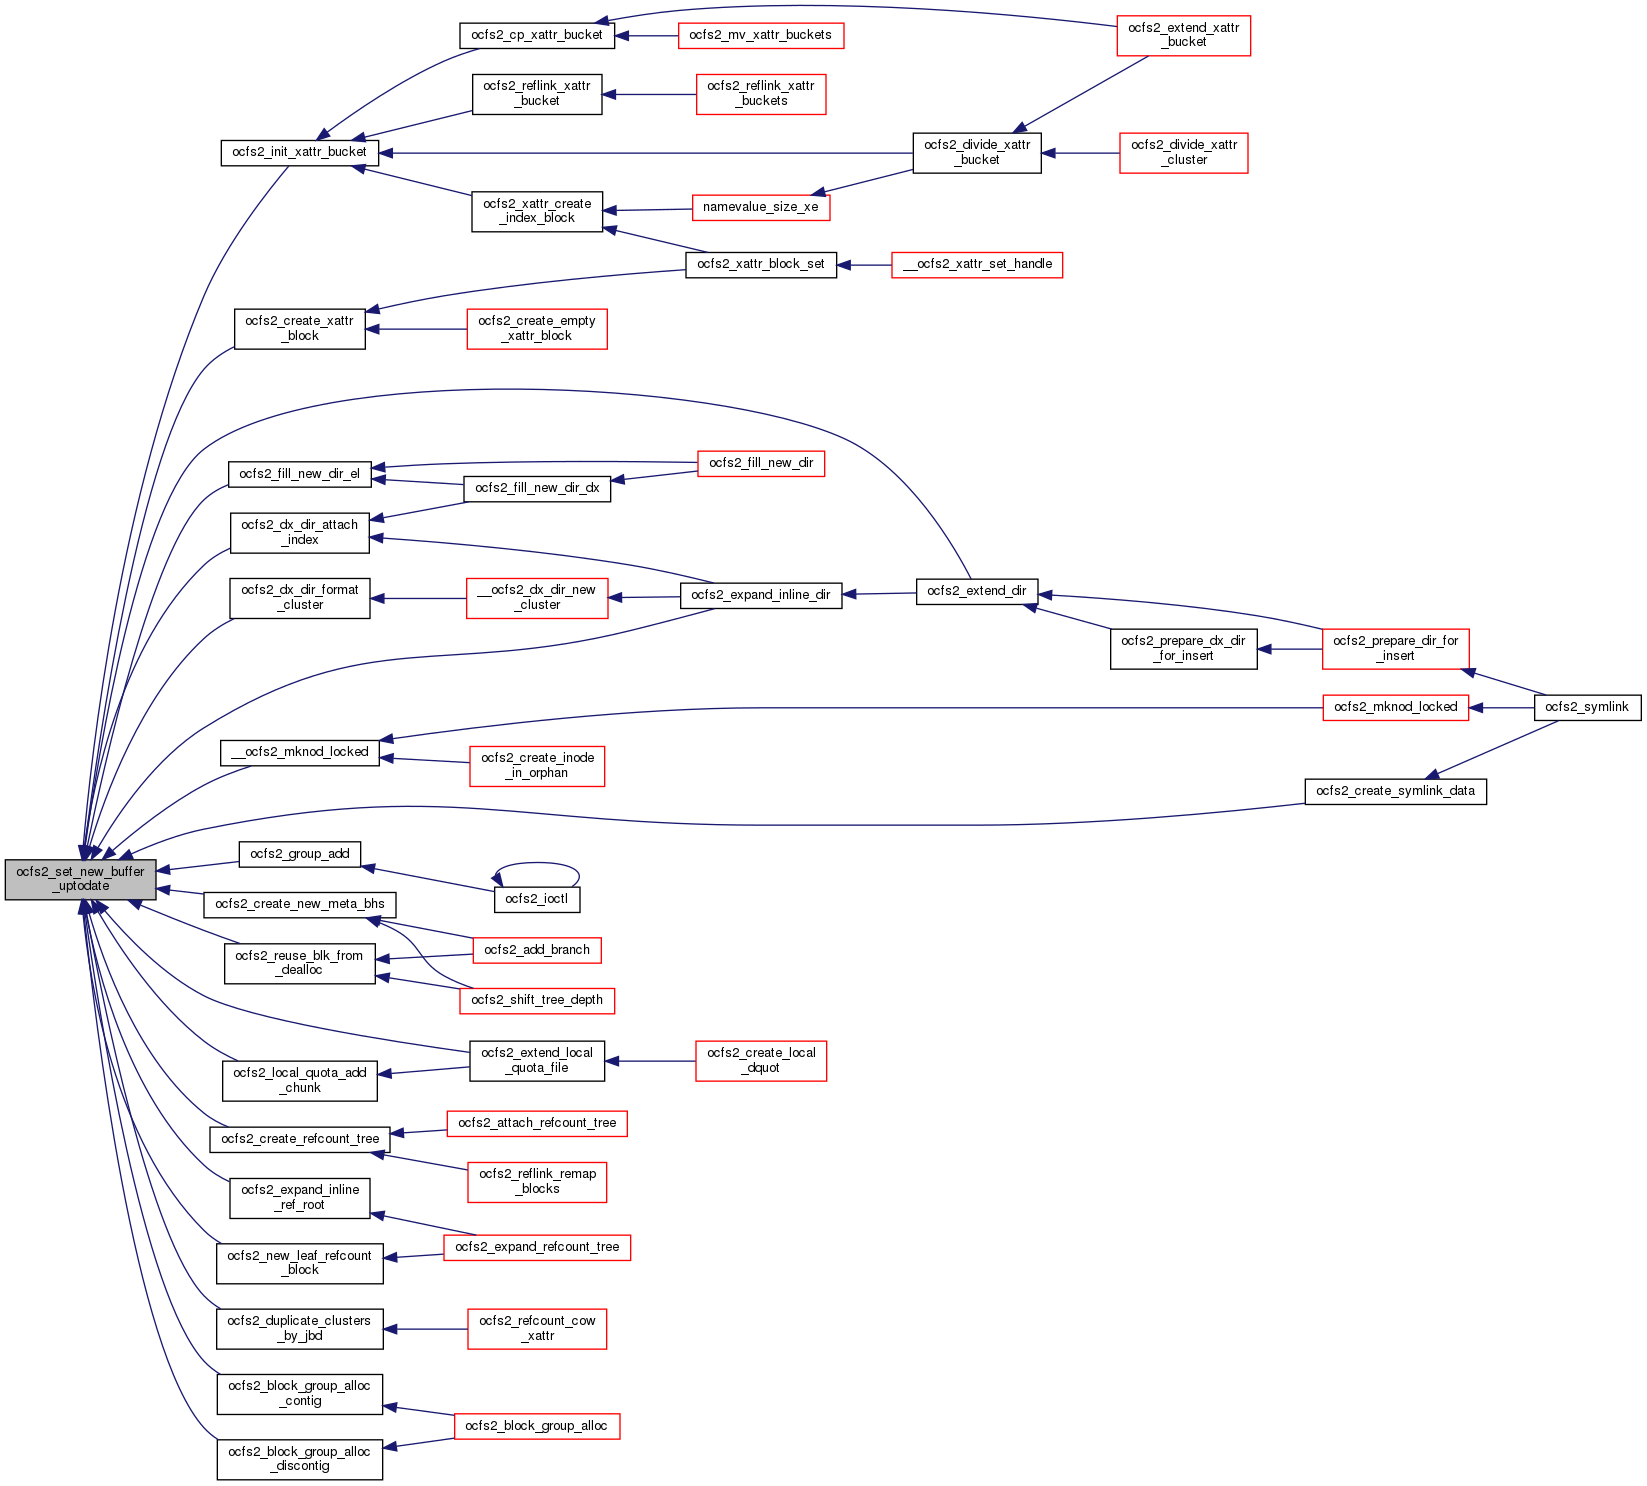 ocfs2_cp_xattr_bucket
ocfs2_mv_xattr_buckets
ocfs2_extend_xattr
_bucket
ocfs2_reflink_xattr
_bucket
ocfs2_reflink_xattr
_buckets
ocfs2_init_xattr_bucket
ocfs2_divide_xattr
_bucket
ocfs2_divide_xattr
_cluster
ocfs2_xattr_create
_index_block
namevalue_size_xe
ocfs2_xattr_block_set
__ocfs2_xattr_set_handle
ocfs2_create_xattr
_block
ocfs2_create_empty
_xattr_block
ocfs2_fill_new_dir_el
ocfs2_fill_new_dir
ocfs2_fill_new_dir_dx
ocfs2_dx_dir_attach
_index
ocfs2_dx_dir_format
_cluster
__ocfs2_dx_dir_new
_cluster
ocfs2_expand_inline_dir
ocfs2_extend_dir
ocfs2_prepare_dx_dir
_for_insert
ocfs2_prepare_dir_for
_insert
ocfs2_mknod_locked
ocfs2_symlink
__ocfs2_mknod_locked
ocfs2_create_inode
_in_orphan
ocfs2_create_symlink_data
ocfs2_set_new_buffer
_uptodate
ocfs2_group_add
ocfs2_ioctl
ocfs2_create_new_meta_bhs
ocfs2_reuse_blk_from
_dealloc
ocfs2_add_branch
ocfs2_shift_tree_depth
ocfs2_extend_local
_quota_file
ocfs2_create_local
_dquot
ocfs2_local_quota_add
_chunk
ocfs2_create_refcount_tree
ocfs2_attach_refcount_tree
ocfs2_reflink_remap
_blocks
ocfs2_expand_inline
_ref_root
ocfs2_new_leaf_refcount
_block
ocfs2_expand_refcount_tree
ocfs2_duplicate_clusters
_by_jbd
ocfs2_refcount_cow
_xattr
ocfs2_block_group_alloc
_contig
ocfs2_block_group_alloc
ocfs2_block_group_alloc
_discontig